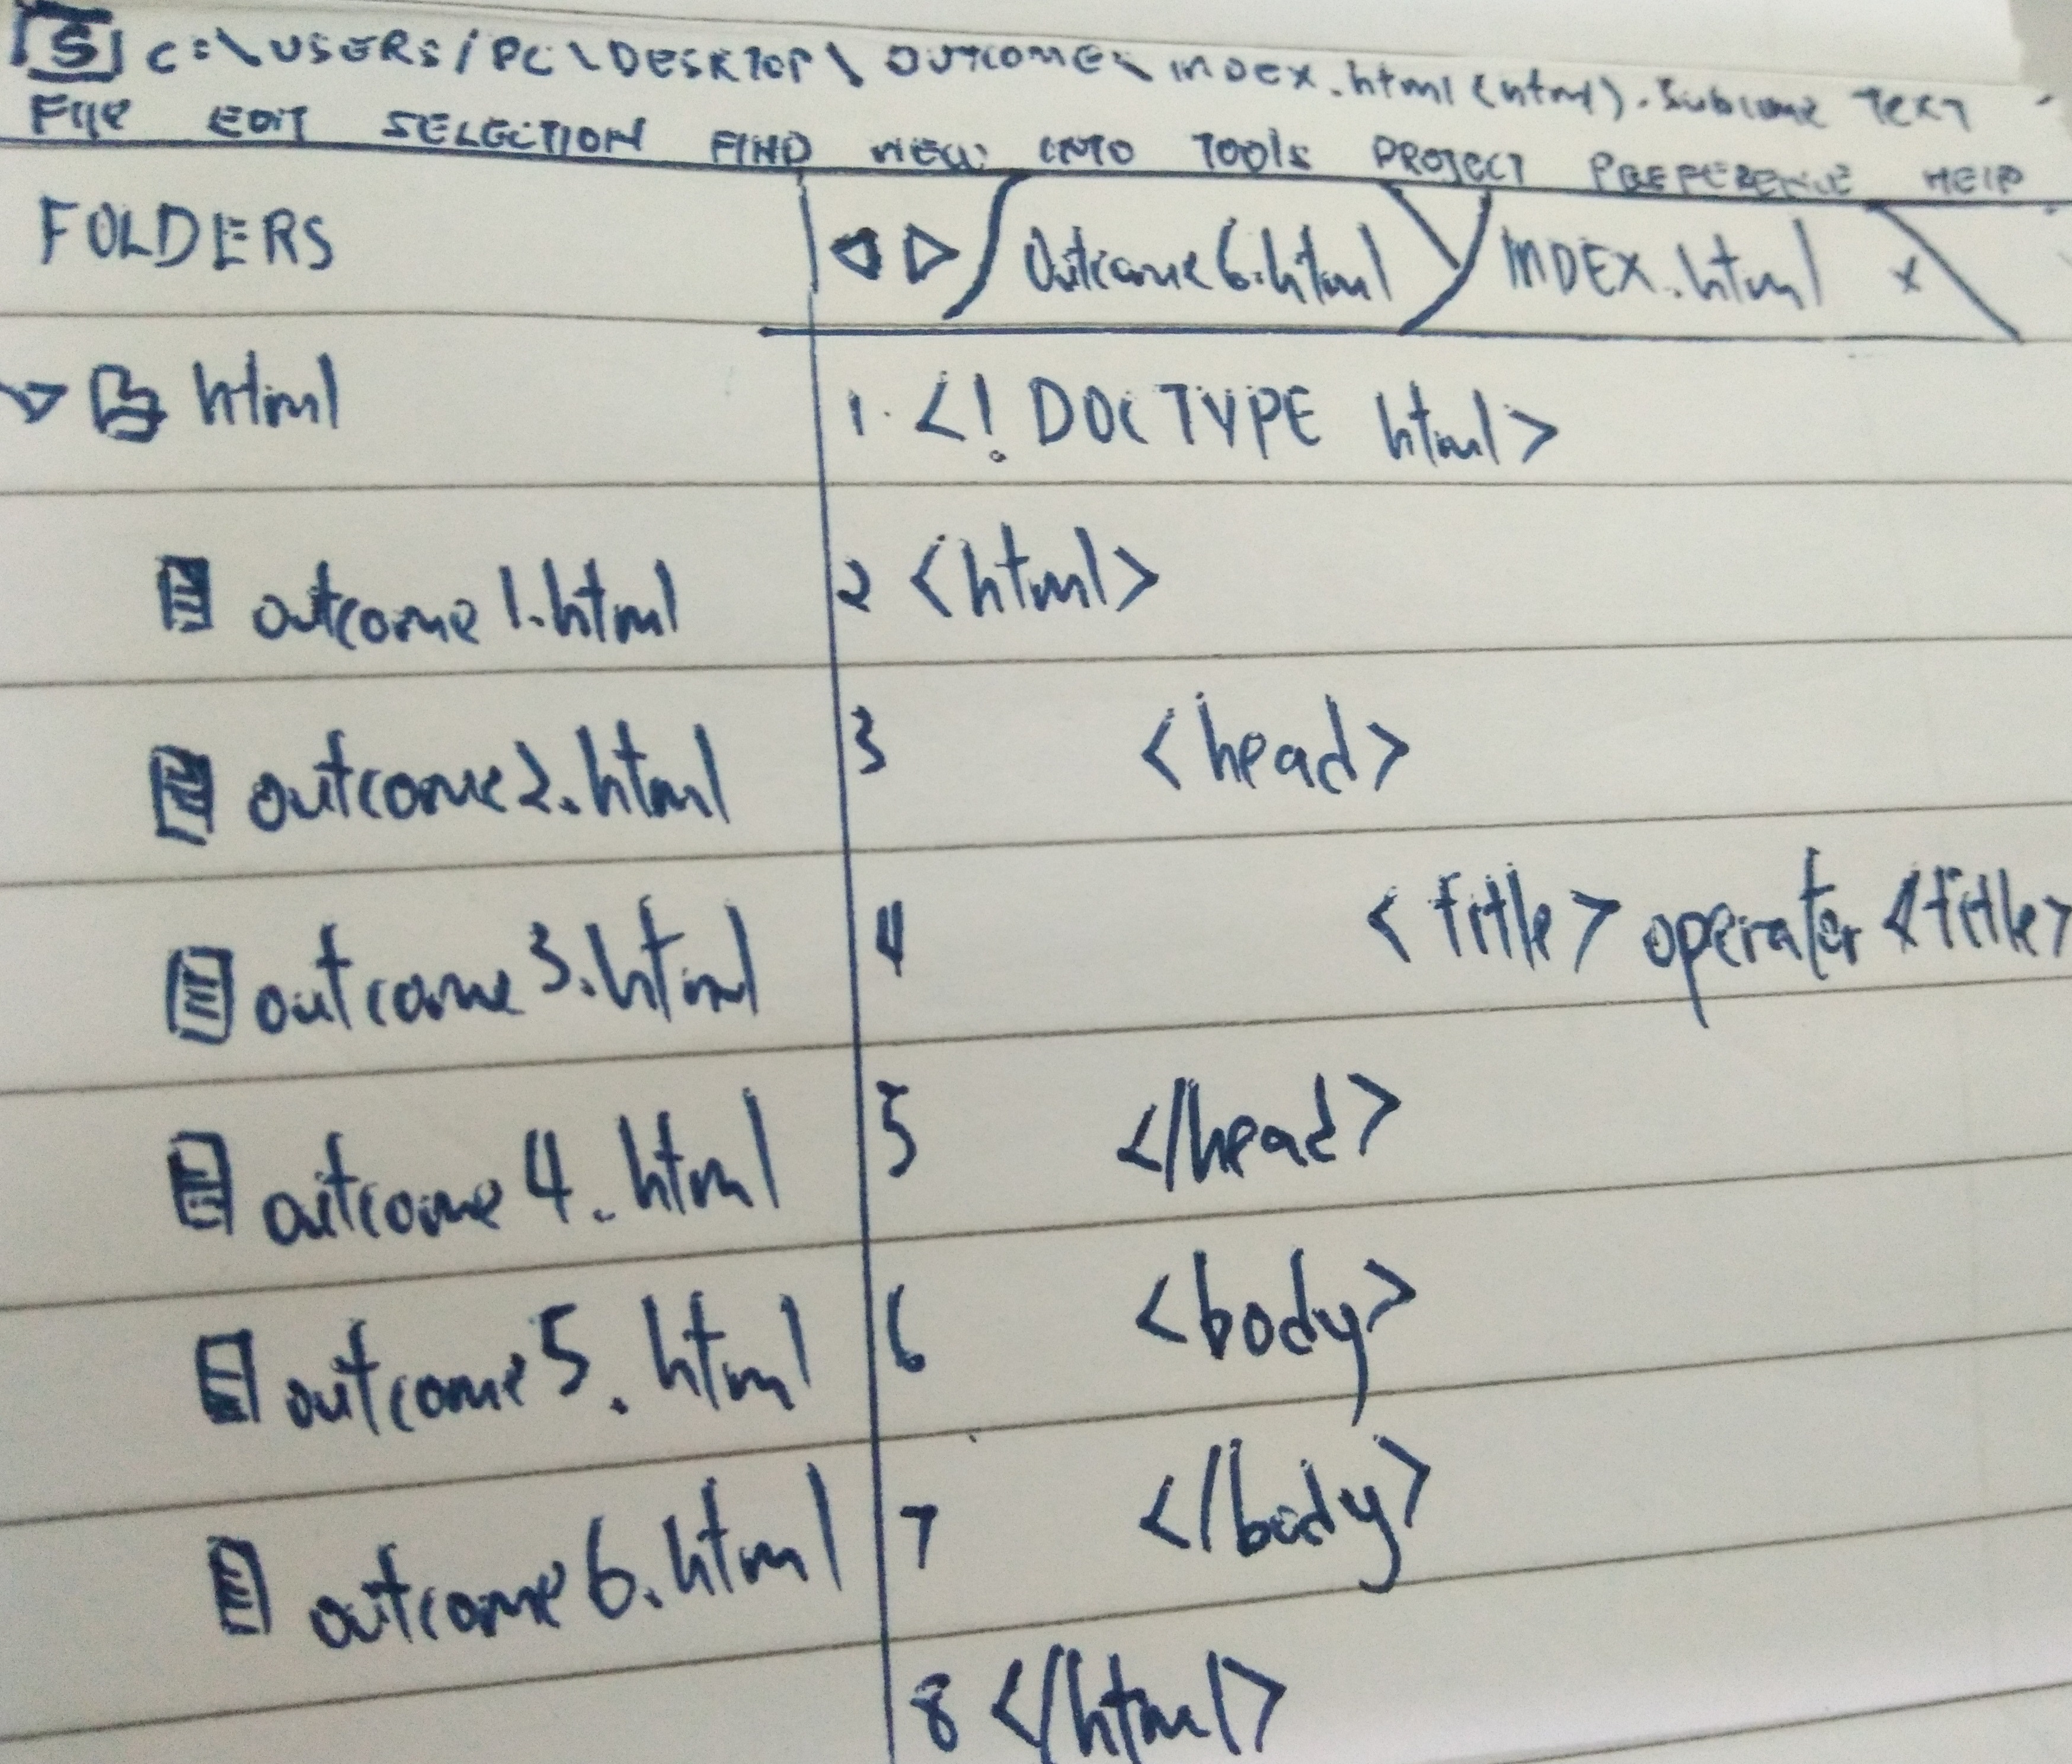 S C:\USERS/PC\DESKTOP\OUTCOME\INDEX.html(html).Sublime Text
File EDIT SELECTION FIND GOTO Tools PROJECT PREFERENCE HELP
FOLDERS
Outcome6.html
INDEX.html x
html
1. <! DOCTYPE html>
outcome1.html
2 <html>
outcome2.html
3 <head>
outcome3.html
4 <title> operator <title>
outcome4.html
5 </head>
outcome5.html
6 <body>
outcome6.html
7 </body>
8 </html>